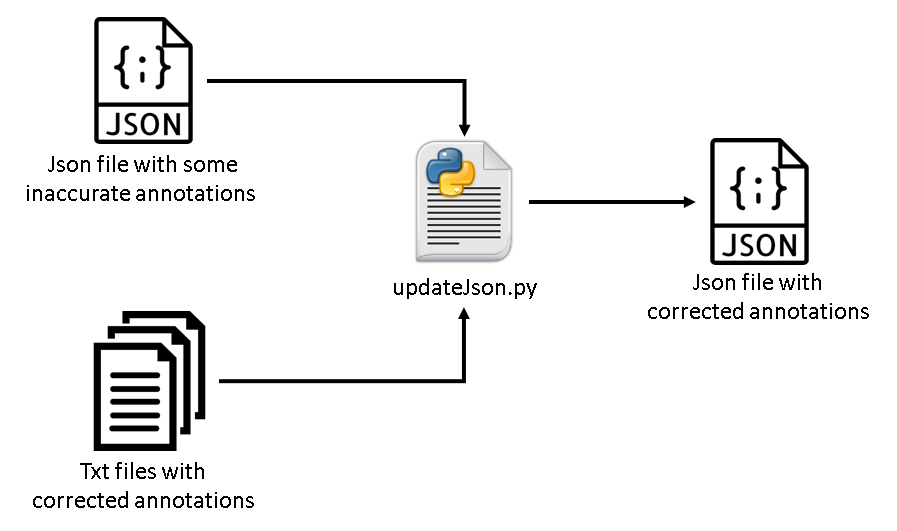 {;}
JSON
Json file with some
inaccurate annotations
updateJson.py
{;}
JSON
Json file with
corrected annotations
Txt files with
corrected annotations